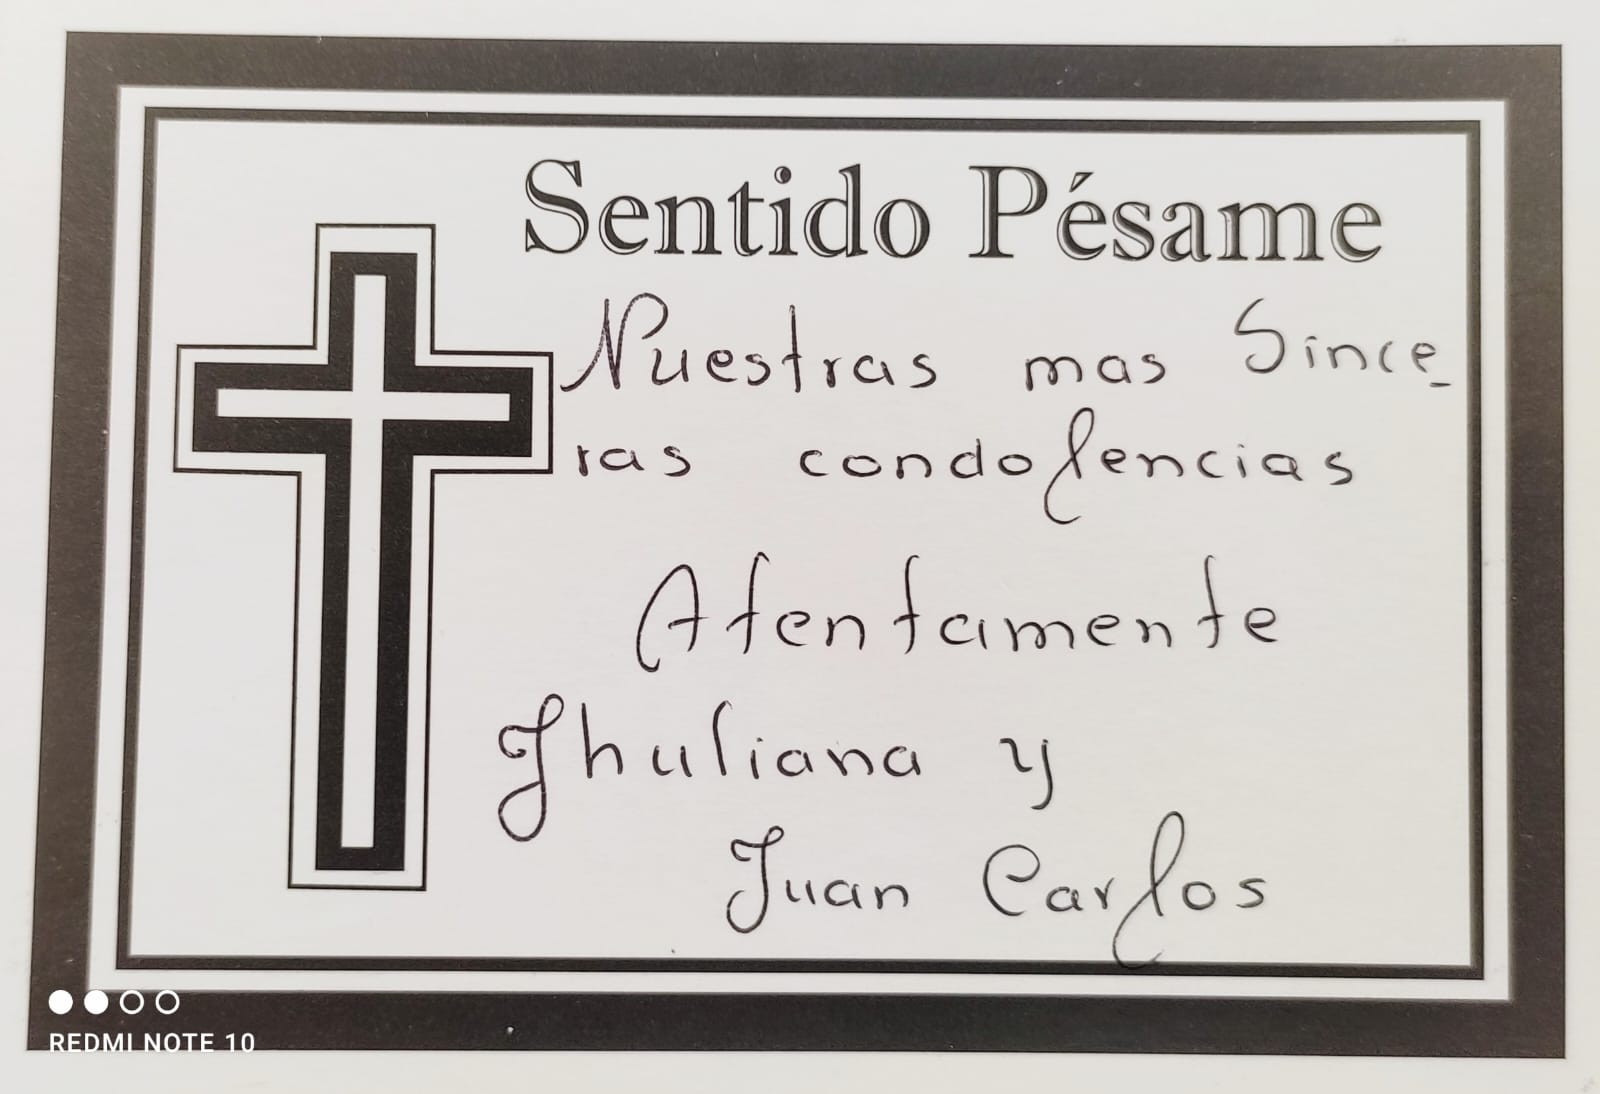 Sentido Pésame
Nuestras mas Since_
ras condolencias
Atentamente
Jhuliana y
Juan Carlos
REDMI NOTE 10